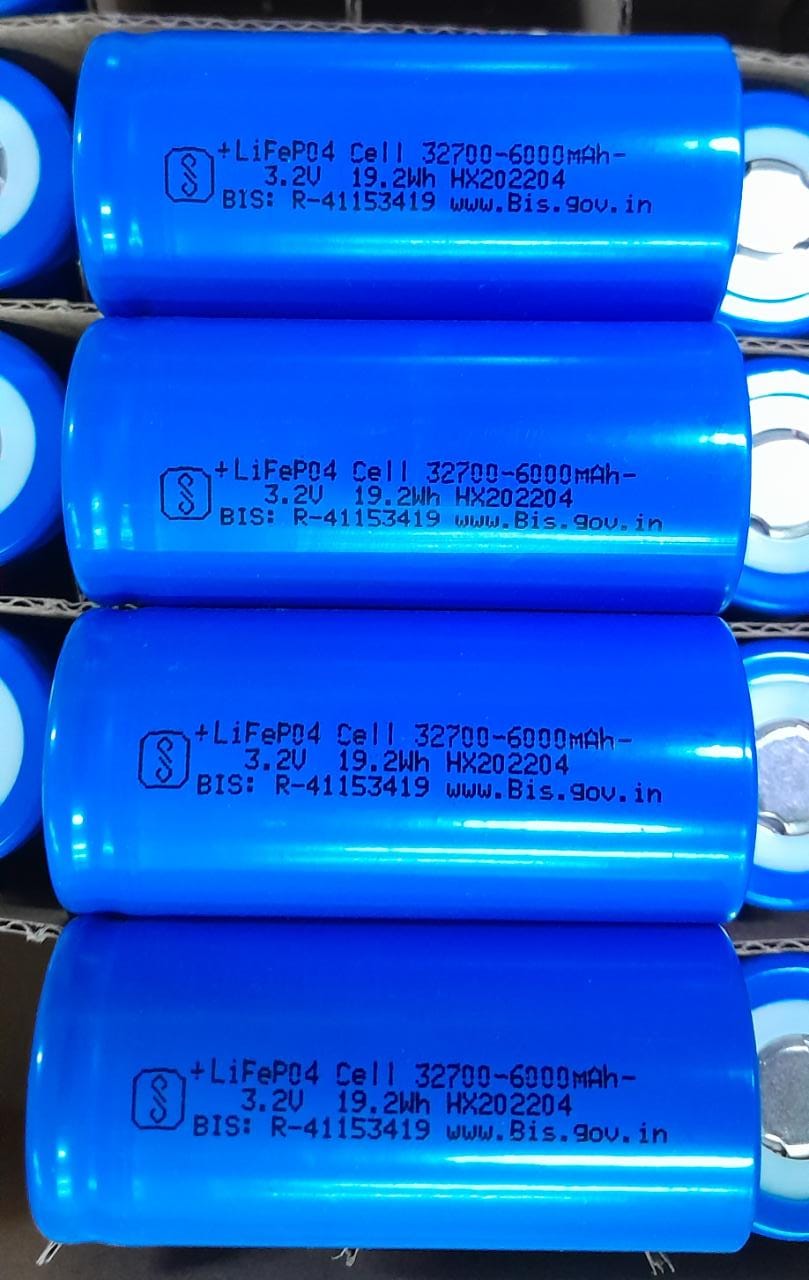 +LiFePO4 Cell 32700-6000mAh-
3.2V 19.2Wh HX202204
BIS: R-41153419 www.Bis.gov.in
+LiFePO4 Cell 32700-6000mAh-
3.2V 19.2Wh HX202204
BIS: R-41153419 www.Bis.gov.in
+LiFePO4 Cell 32700-6000mAh-
3.2V 19.2Wh HX202204
BIS: R-41153419 www.Bis.gov.in
+LiFePO4 Cell 32700-6000mAh-
3.2V 19.2Wh HX202204
BIS: R-41153419 www.Bis.gov.in